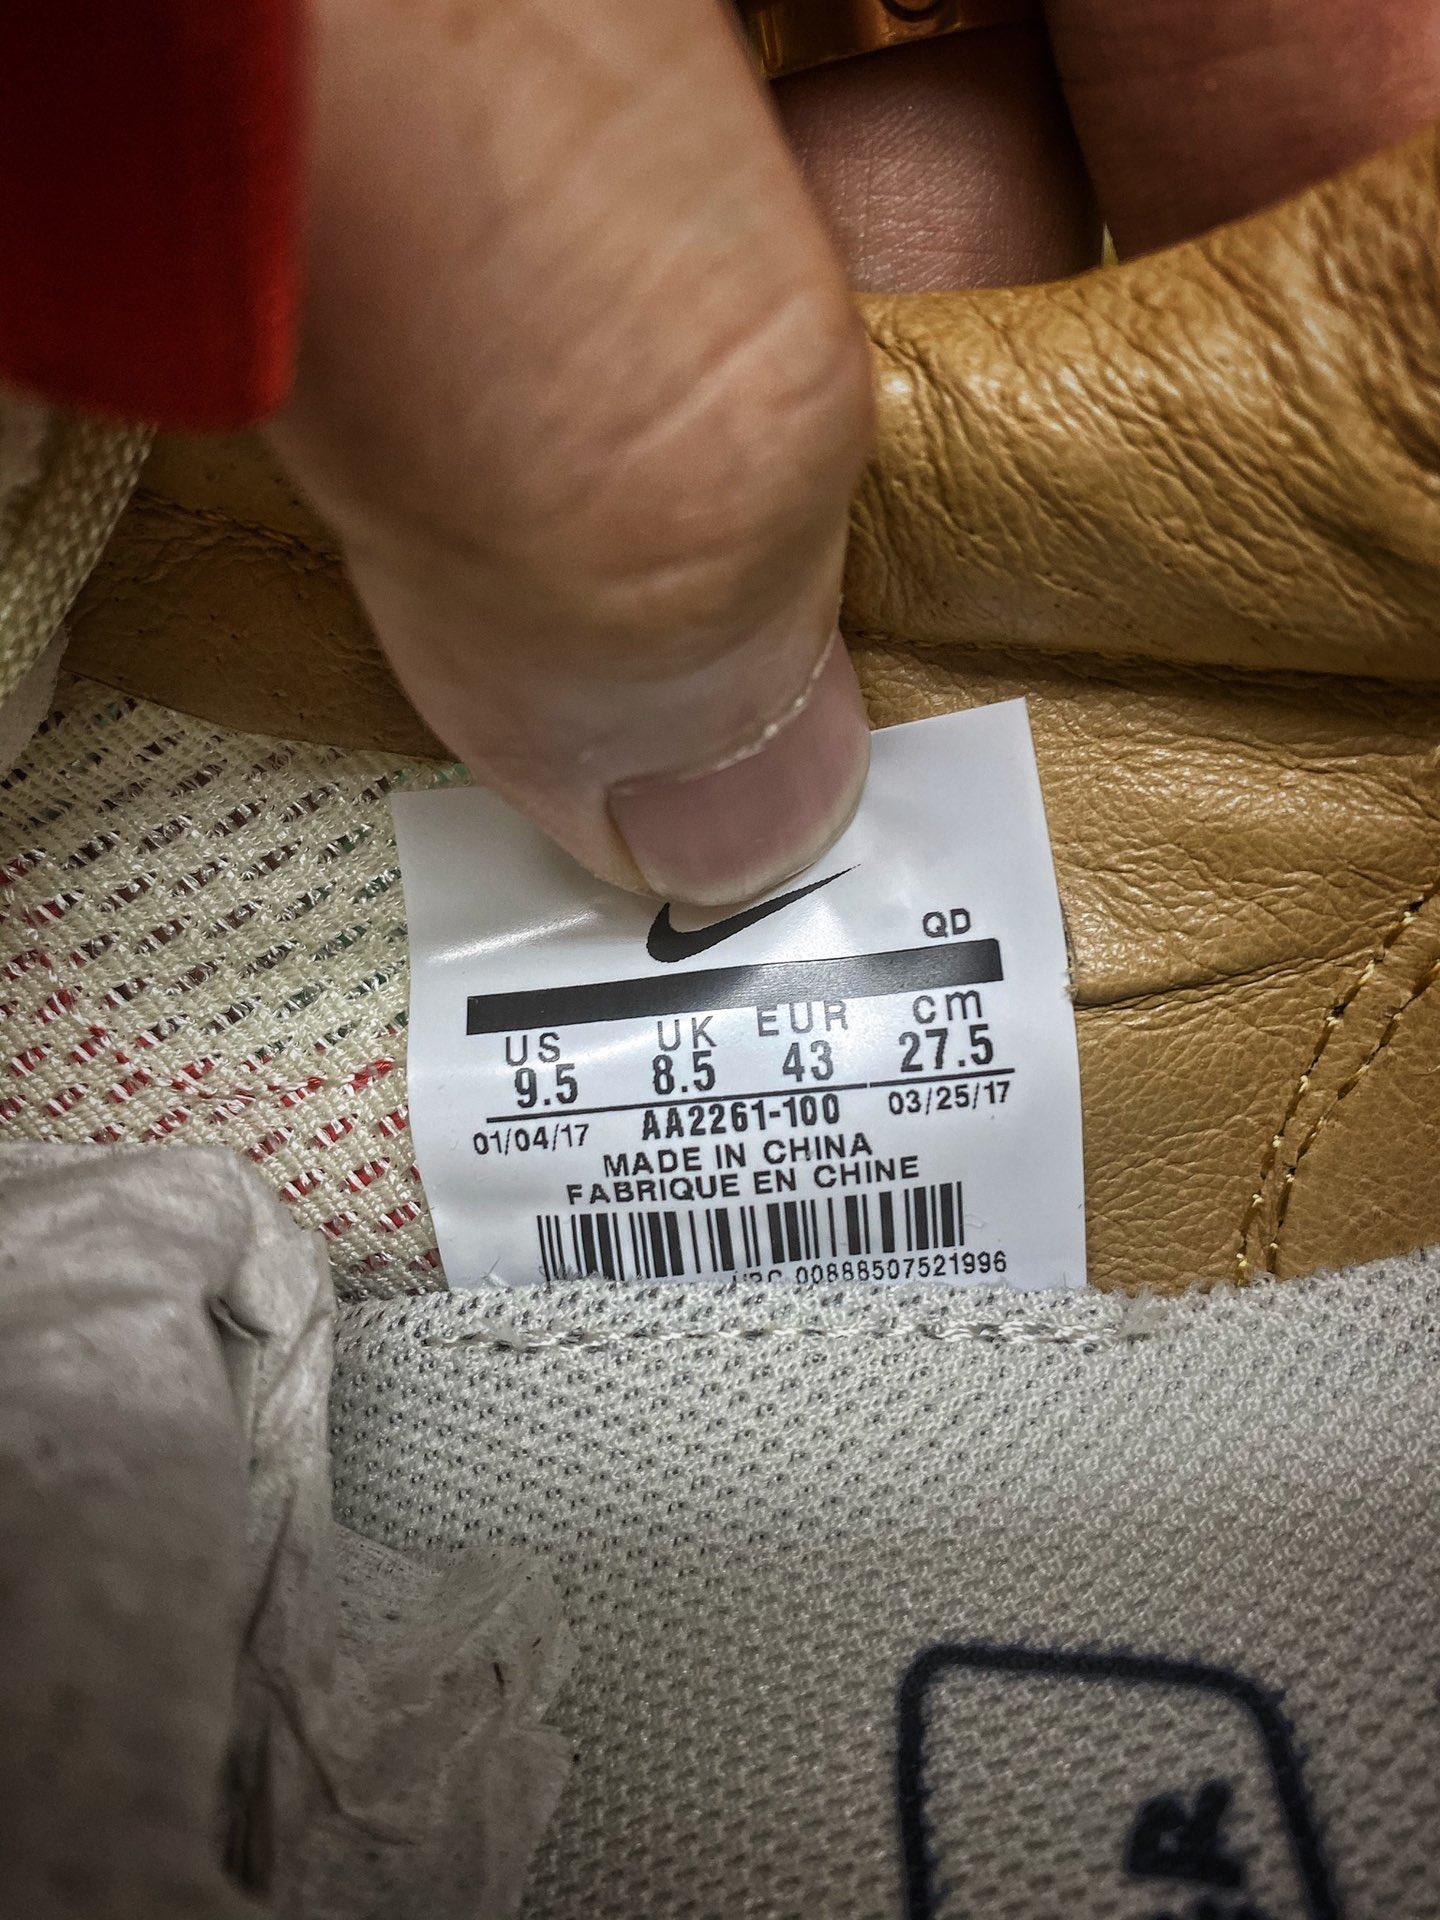 QD
US UK EUR cm
9.5 8.5 43 27.5
01/04/17 AA2261-100 03/25/17
MADE IN CHINA
FABRIQUE EN CHINE
UPC 00888507521996